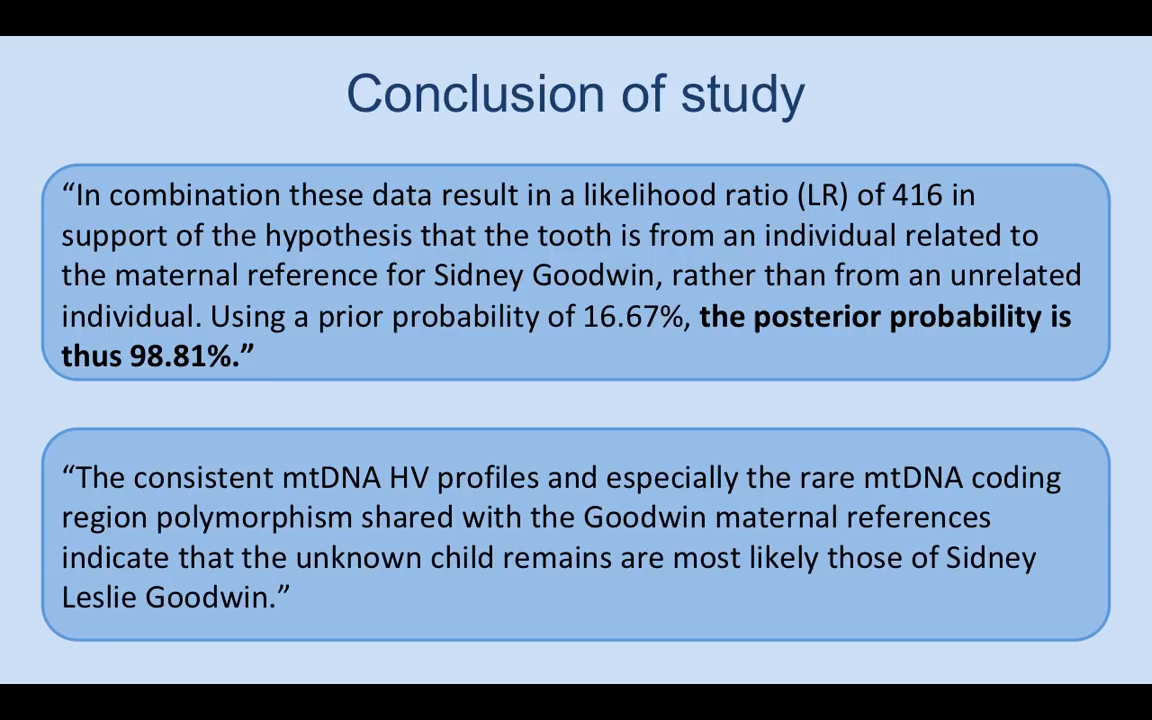 Conclusion of study
“In combination these data result in a likelihood ratio (LR) of 416 in
support of the hypothesis that the tooth is from an individual related to
the maternal reference for Sidney Goodwin, rather than from an unrelated
individual. Using a prior probability of 16.67%, the posterior probability is
thus 98.81%.”
“The consistent mtDNA HV profiles and especially the rare mtDNA coding
region polymorphism shared with the Goodwin maternal references
indicate that the unknown child remains are most likely those of Sidney
Leslie Goodwin.”